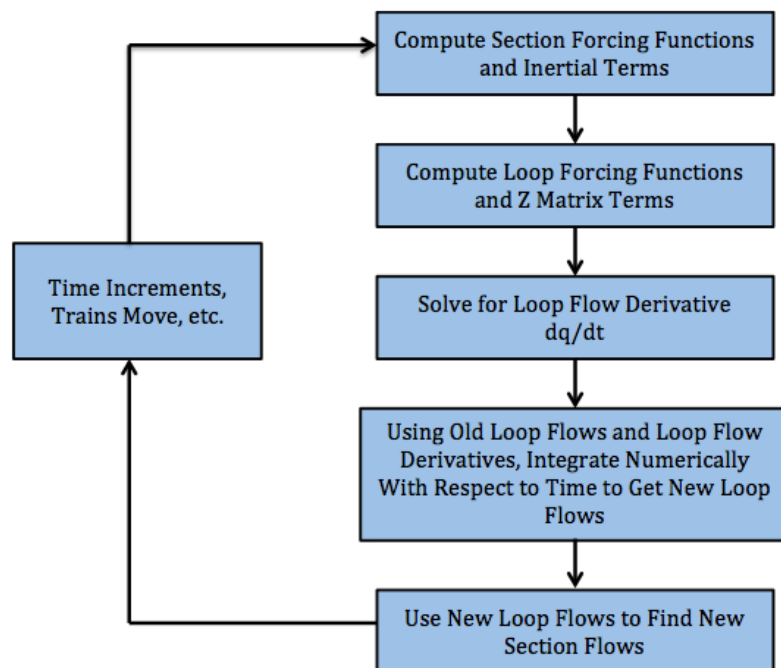 Compute Section Forcing Functions
and Inertial Terms
Compute Loop Forcing Functions
and Z Matrix Terms
Time Increments,
Trains Move, etc.
Solve for Loop Flow Derivative
dq/dt
Using Old Loop Flows and Loop Flow
Derivatives, Integrate Numerically
With Respect to Time to Get New Loop
Flows
Use New Loop Flows to Find New
Section Flows